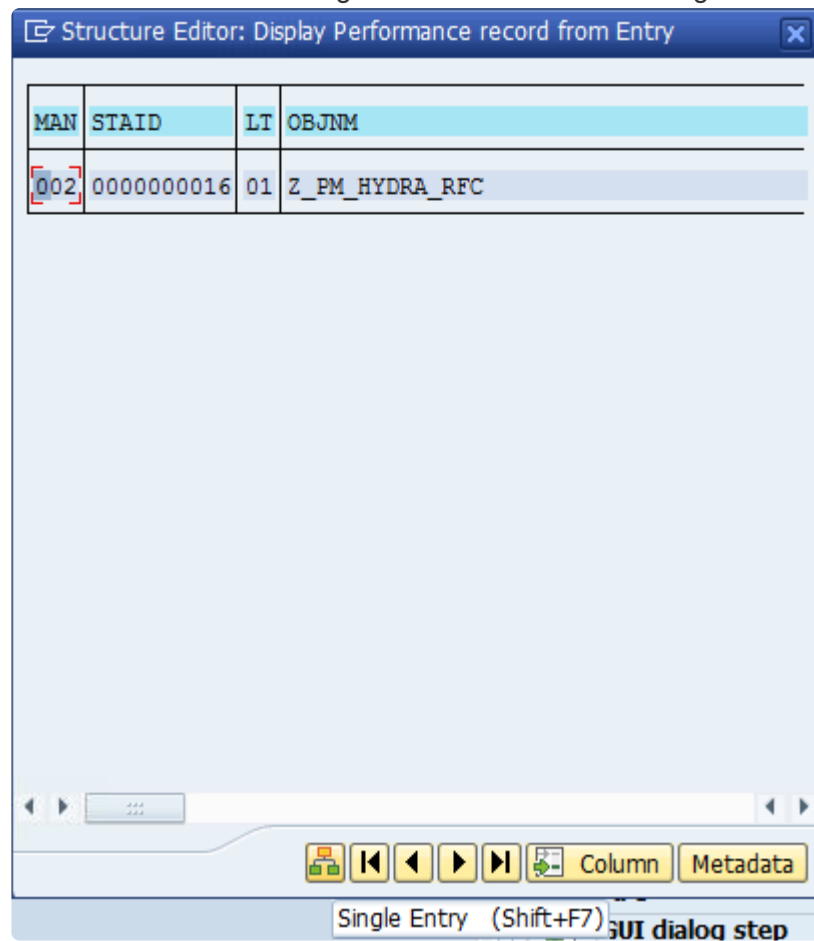 Structure Editor: Display Performance record from Entry
MAN STAID LT OBJNM
002 0000000016 01 Z_PM_HYDRA_RFC
Column Metadata
Single Entry (Shift+F7)
GUI dialog step